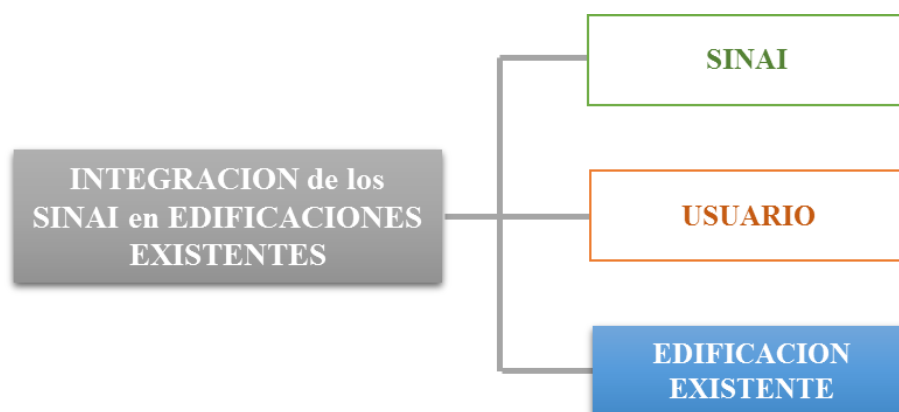 INTEGRACION de los
SINAI en EDIFICACIONES
EXISTENTES
SINAI
USUARIO
EDIFICACION
EXISTENTE